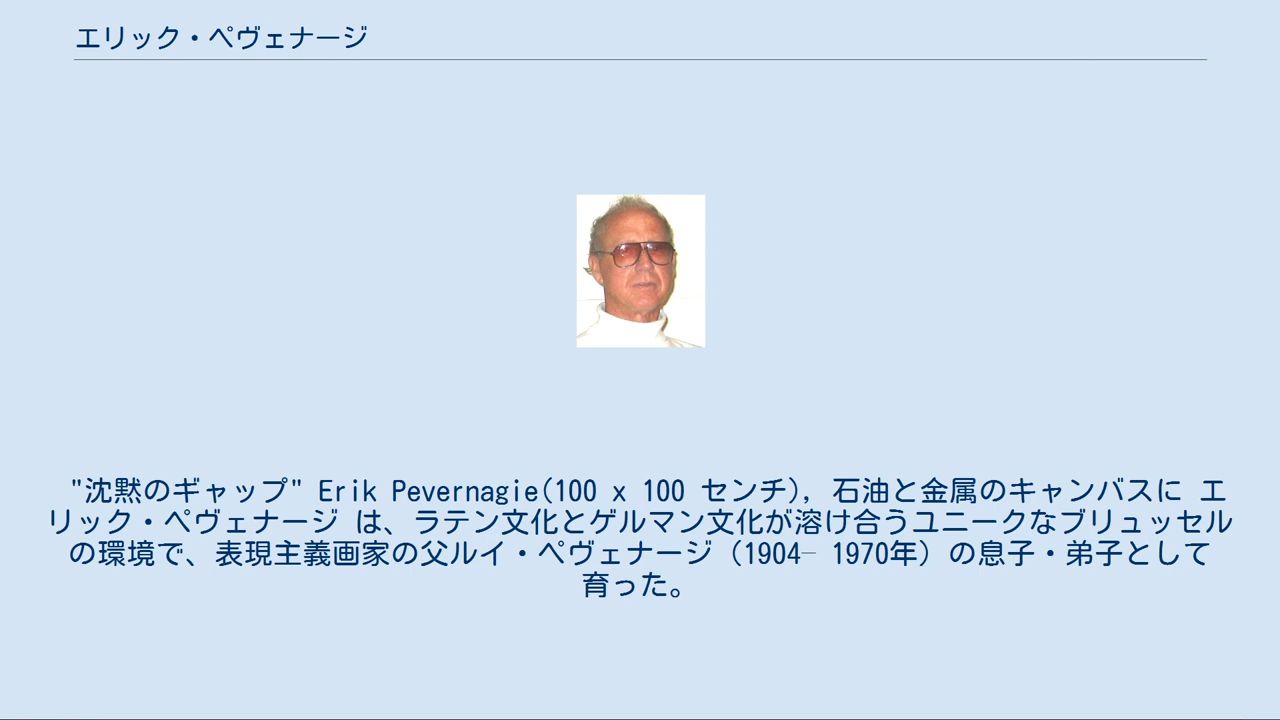 エリック・ペヴェナージ
"沈黙のギャップ" Erik Pevernagie(100 x 100 センチ), 石油と金属のキャンバスに エ
リック・ペヴェナージ は、ラテン文化とゲルマン文化が溶け合うユニークなブリュッセル
の環境で、表現主義画家の父ルイ・ペヴェナージ（1904– 1970年）の息子・弟子として
育った。